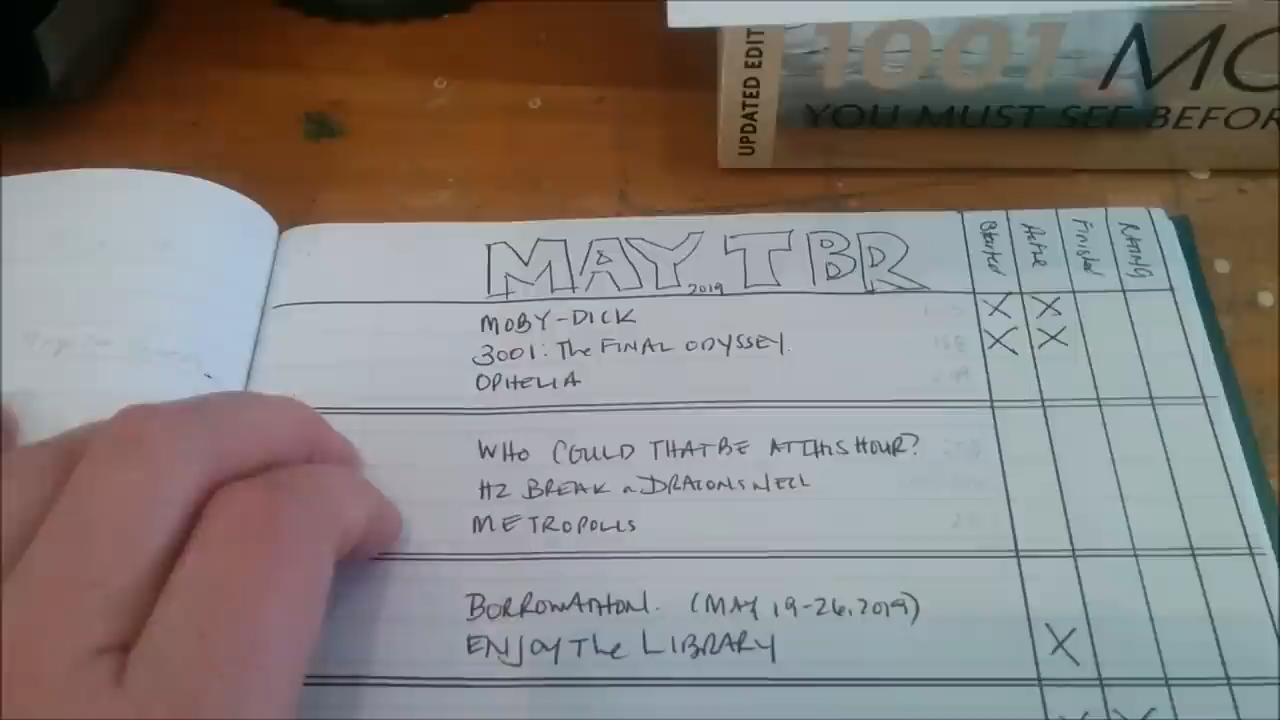 UPDATED EDIT
1001 MO
YOU MUST SEE BEFOR
MAY TBR
2019
Started
Active
Finished
RATING
MOBY-DICK X X
3001: The FINAL ODYSSEY. X X
OPHELIA
WHO COULD THAT BE AT THIS HOUR?
H2 BREAK a DRAGONS NECK
METROPOLIS
BORROWATHON. (MAY 19-26, 2019)
ENJOY The LIBRARY X